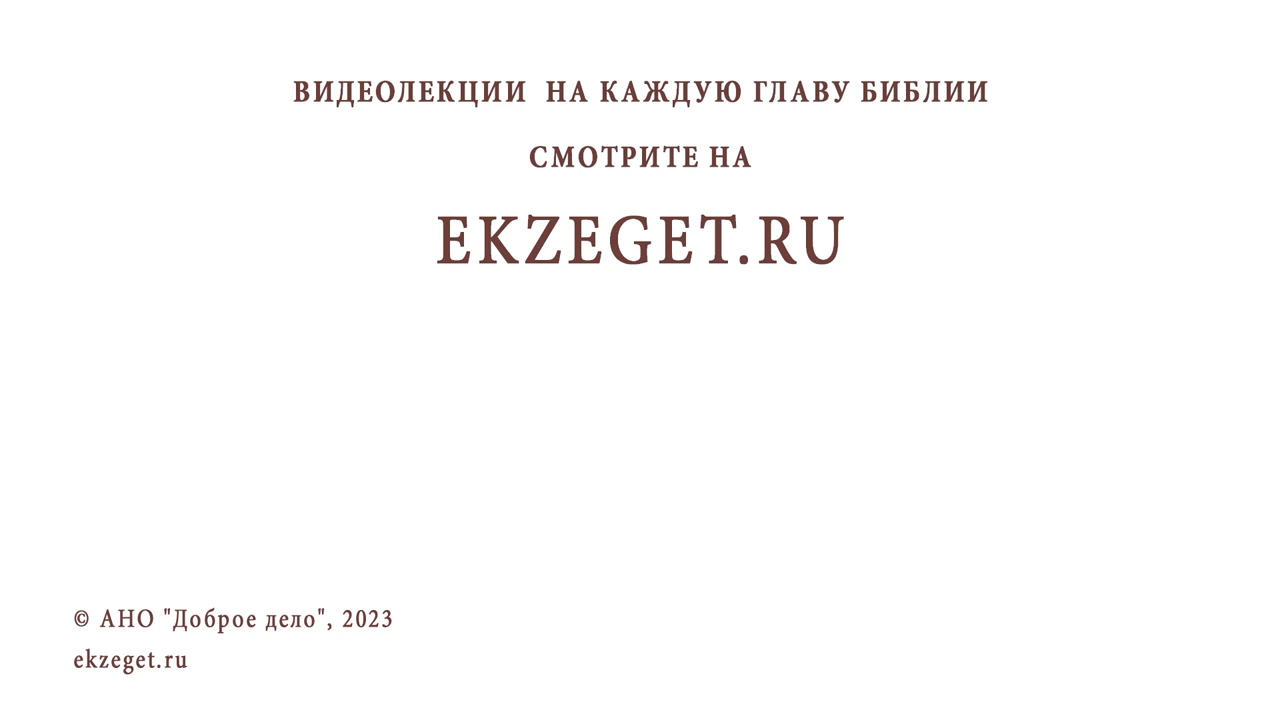 ВИДЕОЛЕКЦИИ НА КАЖДУЮ ГЛАВУ БИБЛИИ
СМОТРИТЕ НА
EKZEGET.RU
© АНО "Доброе дело", 2023
ekzeget.ru